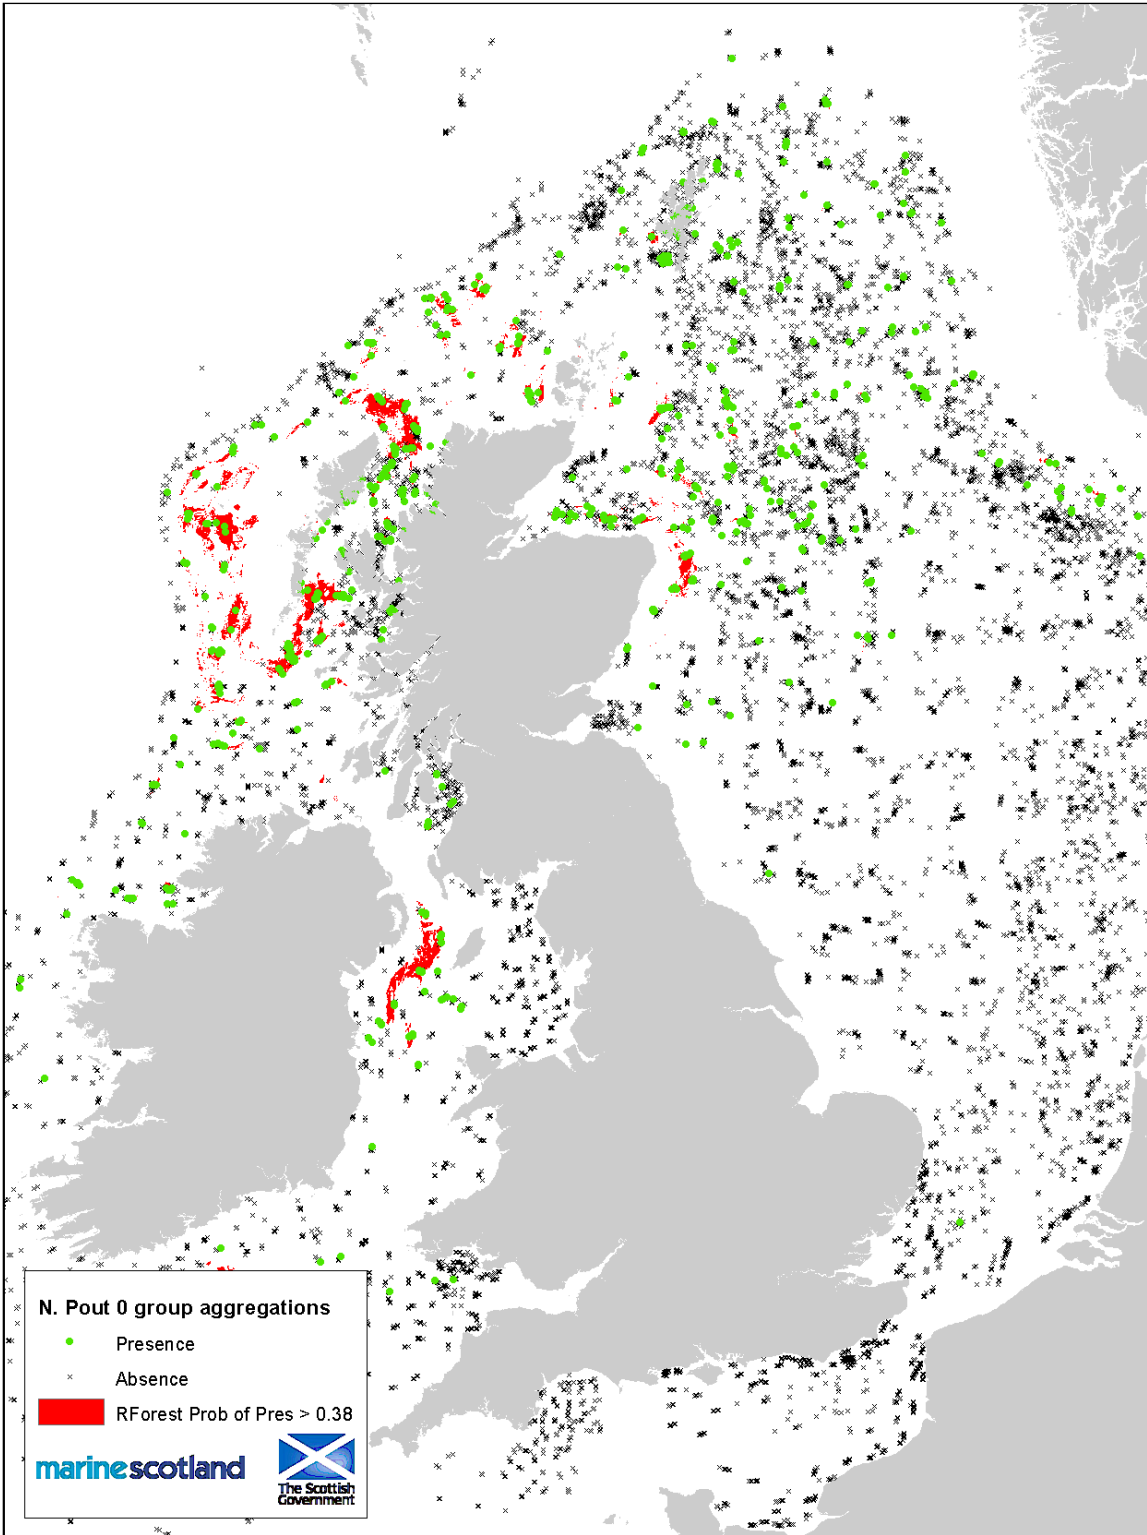 N. Pout 0 group aggregations
Presence
Absence
RForest Prob of Pres > 0.38
marinescotland
The Scottish
Government